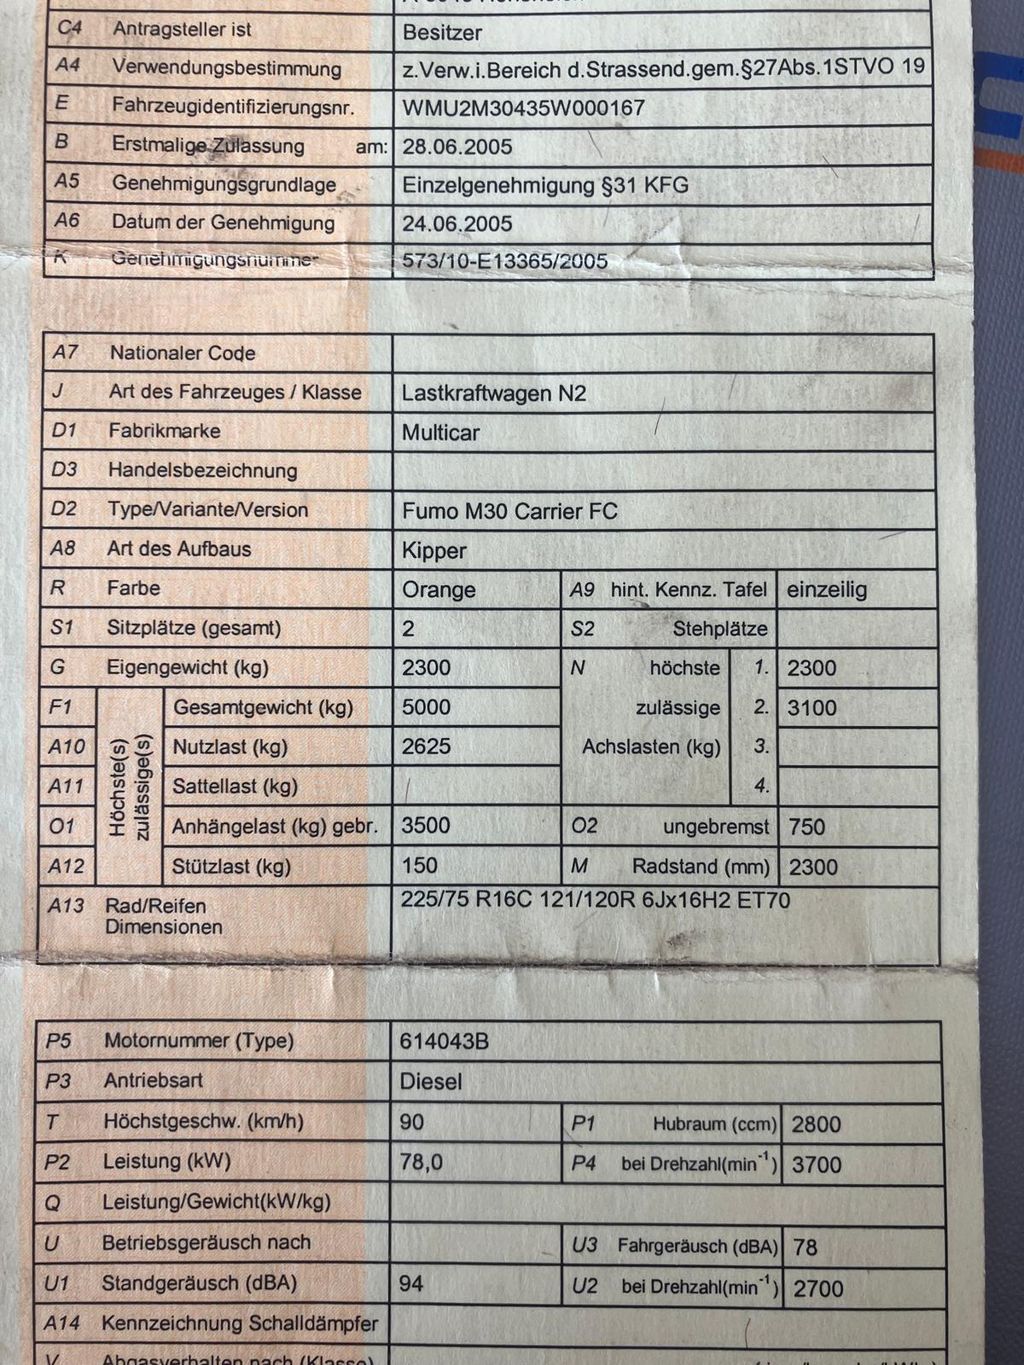 C4 Antragsteller ist Besitzer
A4 Verwendungsbestimmung z.Verw.i.Bereich d.Strassend.gem.§27Abs.1STVO 19
E Fahrzeugidentifizierungsnr. WMU2M30435W000167
B Erstmalige Zulassung am: 28.06.2005
A5 Genehmigungsgrundlage Einzelgenehmigung §31 KFG
A6 Datum der Genehmigung 24.06.2005
K Genehmigungsnummer 573/10-E13365/2005
A7 Nationaler Code
J Art des Fahrzeuges / Klasse Lastkraftwagen N2
D1 Fabrikmarke Multicar
D3 Handelsbezeichnung
D2 Type/Variante/Version Fumo M30 Carrier FC
A8 Art des Aufbaus Kipper
R Farbe Orange A9 hint. Kennz. Tafel einzeilig
S1 Sitzplätze (gesamt) 2 S2 Stehplätze
G Eigengewicht (kg) 2300 N höchste 1. 2300
F1 Höchste(s) zulässige(s) Gesamtgewicht (kg) 5000 zulässige 2. 3100
A10 Nutzlast (kg) 2625 Achslasten (kg) 3.
A11 Sattellast (kg) 4.
O1 Anhängelast (kg) gebr. 3500 O2 ungebremst 750
A12 Stützlast (kg) 150 M Radstand (mm) 2300
A13 Rad/Reifen 225/75 R16C 121/120R 6Jx16H2 ET70
Dimensionen
P5 Motornummer (Type) 614043B
P3 Antriebsart Diesel
T Höchstgeschw. (km/h) 90 P1 Hubraum (ccm) 2800
P2 Leistung (kW) 78,0 P4 bei Drehzahl(min⁻¹) 3700
Q Leistung/Gewicht(kW/kg)
U Betriebsgeräusch nach U3 Fahrgeräusch (dBA) 78
U1 Standgeräusch (dBA) 94 U2 bei Drehzahl(min⁻¹) 2700
A14 Kennzeichnung Schalldämpfer
V Abgasverhalten nach (Klasse)